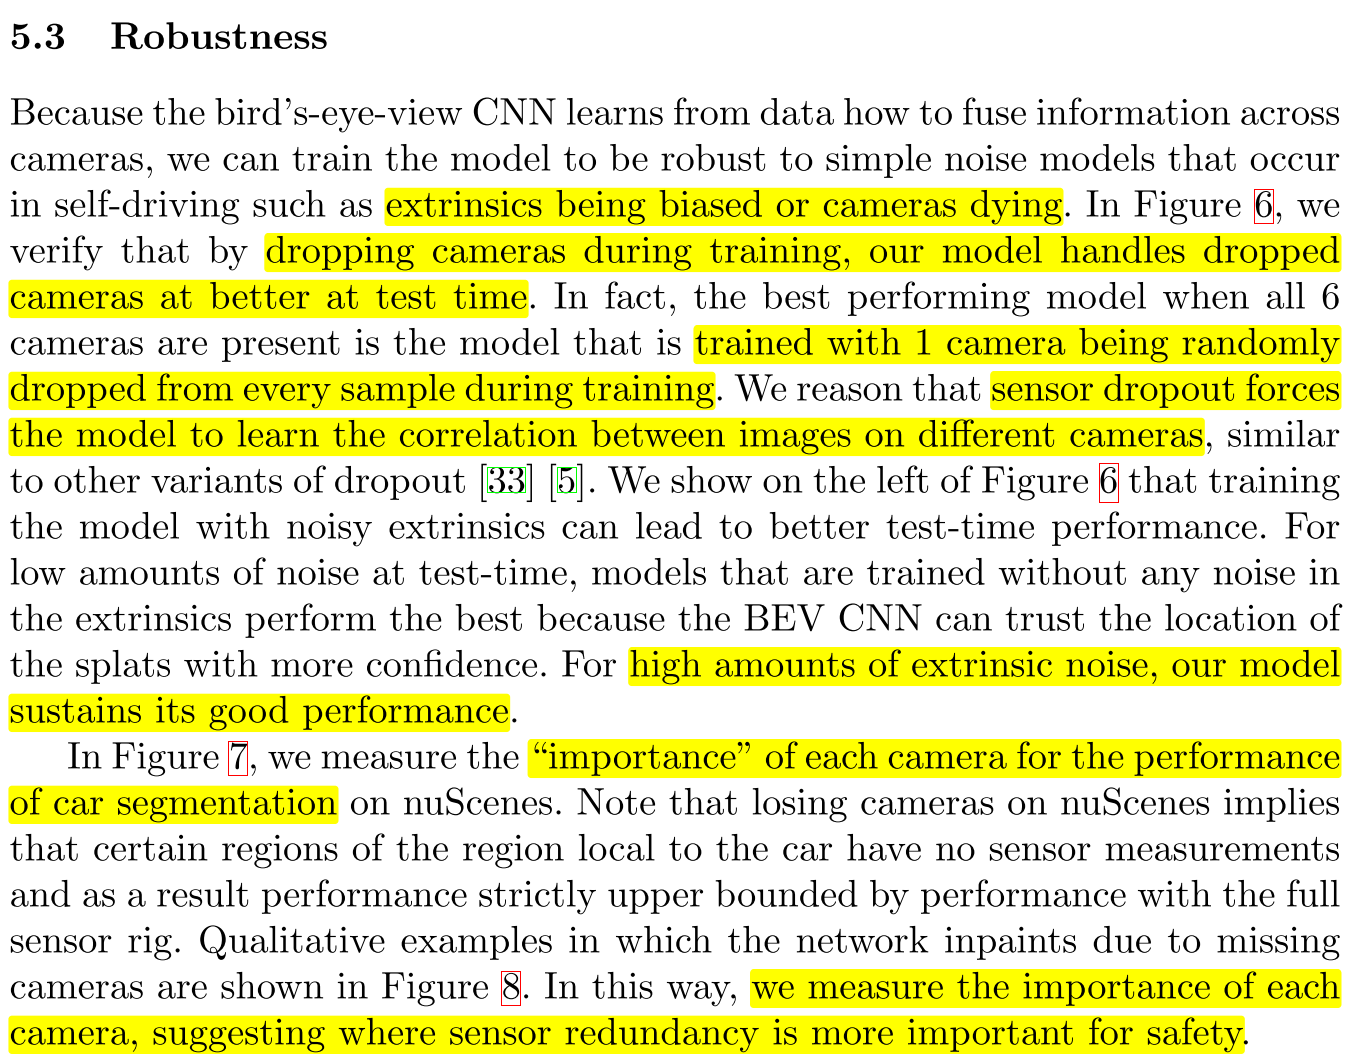 5.3 Robustness
Because the bird's-eye-view CNN learns from data how to fuse information across
cameras, we can train the model to be robust to simple noise models that occur
in self-driving such as extrinsics being biased or cameras dying. In Figure 6, we
verify that by dropping cameras during training, our model handles dropped
cameras at better at test time. In fact, the best performing model when all 6
cameras are present is the model that is trained with 1 camera being randomly
dropped from every sample during training. We reason that sensor dropout forces
the model to learn the correlation between images on different cameras, similar
to other variants of dropout [33] [5]. We show on the left of Figure 6 that training
the model with noisy extrinsics can lead to better test-time performance. For
low amounts of noise at test-time, models that are trained without any noise in
the extrinsics perform the best because the BEV CNN can trust the location of
the splats with more confidence. For high amounts of extrinsic noise, our model
sustains its good performance.
In Figure 7, we measure the “importance” of each camera for the performance
of car segmentation on nuScenes. Note that losing cameras on nuScenes implies
that certain regions of the region local to the car have no sensor measurements
and as a result performance strictly upper bounded by performance with the full
sensor rig. Qualitative examples in which the network inpaints due to missing
cameras are shown in Figure 8. In this way, we measure the importance of each
camera, suggesting where sensor redundancy is more important for safety.